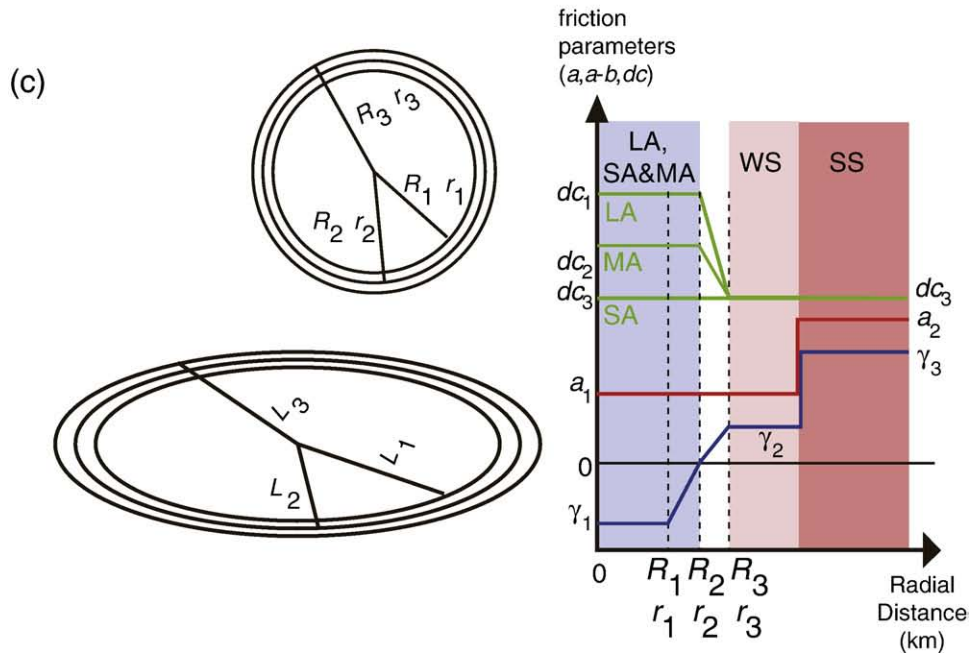 (c)
R3 r3
R1 r1
R2 r2
L3
L1
L2
friction
parameters
(a,a-b,dc)
LA,
SA&MA
WS
SS
dc1
LA
dc2
MA
dc3
dc3
SA
a2
γ3
a1
γ2
0
γ1
0
R1 R2 R3
r1 r2 r3
Radial
Distance
(km)